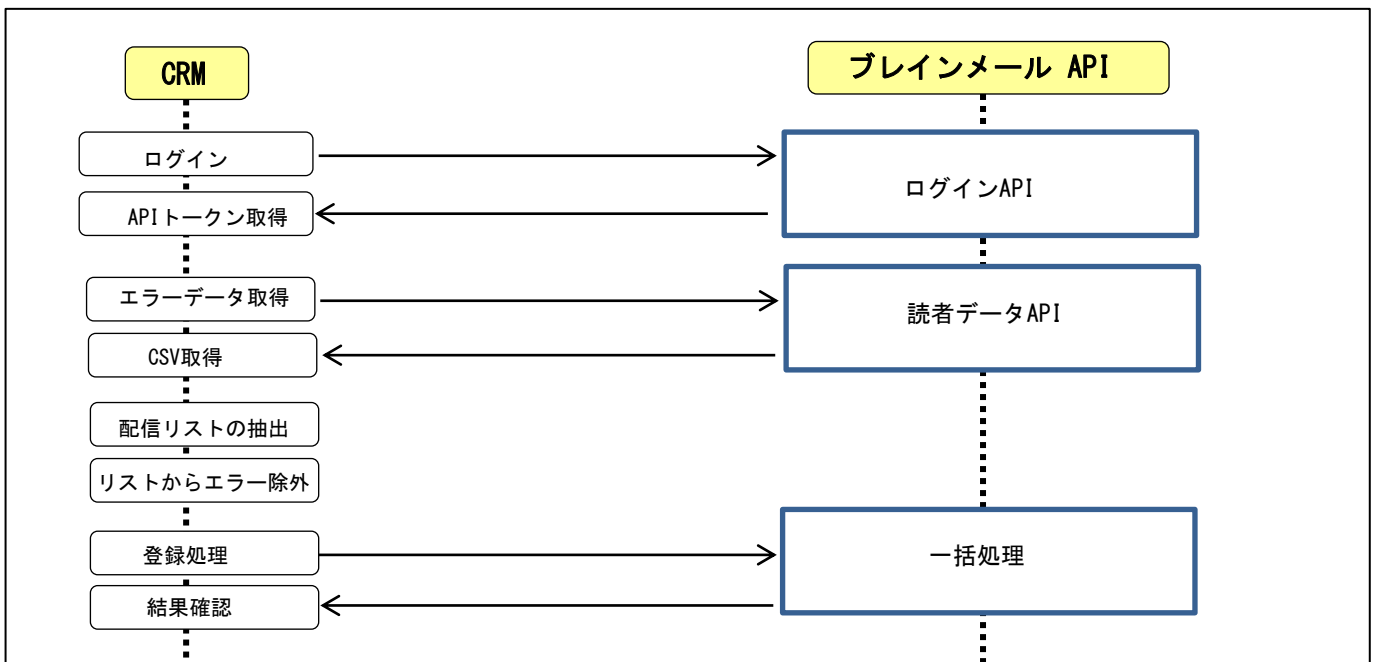 CRM
ブレインメール API
ログイン
ログインAPI
APIトークン取得
エラーデータ取得
読者データAPI
CSV取得
配信リストの抽出
リストからエラー除外
登録処理
一括処理
結果確認